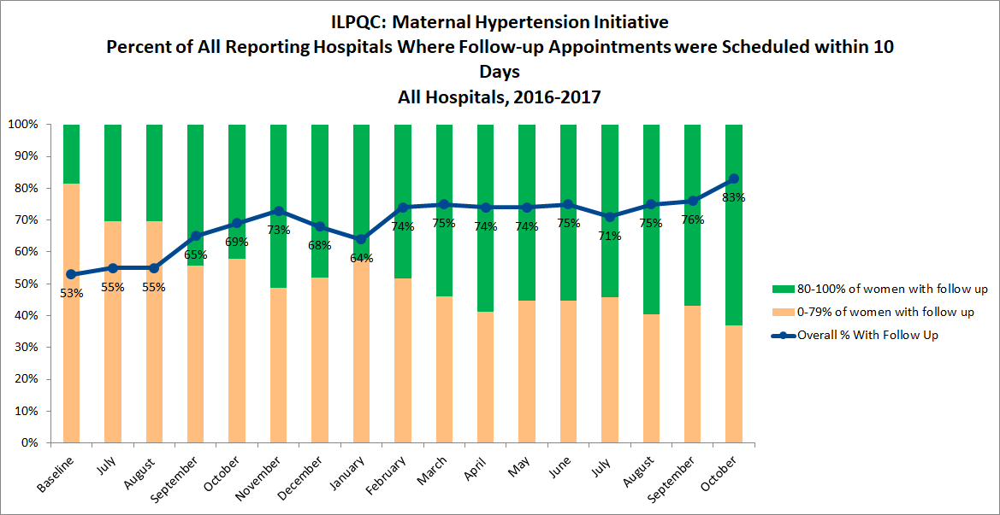 ILPQC: Maternal Hypertension Initiative
Percent of All Reporting Hospitals Where Follow-up Appointments were Scheduled within 10
Days
All Hospitals, 2016-2017
100%
90%
80%
70%
60%
50%
40%
30%
20%
10%
0%
53%
55%
55%
65%
69%
73%
68%
64%
74%
75%
74%
74%
75%
71%
75%
76%
83%
Baseline
July
August
September
October
November
December
January
February
March
April
May
June
July
August
September
October
80-100% of women with follow up
0-79% of women with follow up
Overall % With Follow Up